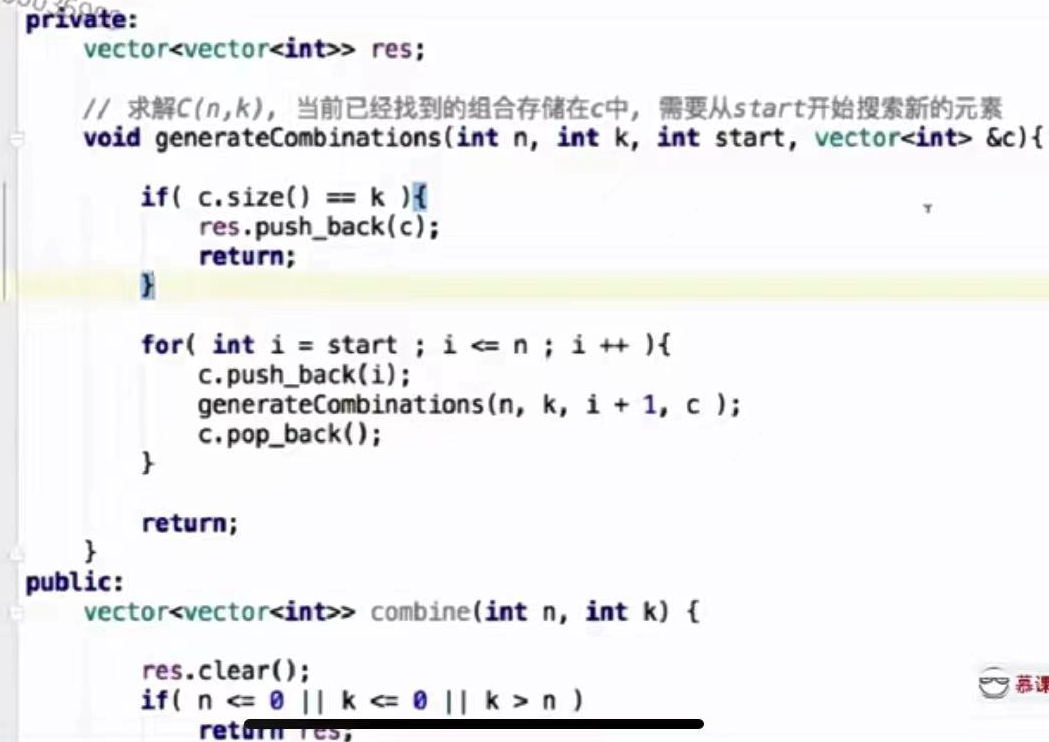 private:
    vector<vector<int>> res;

    // 求解C(n,k), 当前已经找到的组合存储在c中, 需要从start开始搜索新的元素
    void generateCombinations(int n, int k, int start, vector<int> &c){

        if( c.size() == k ){
            res.push_back(c);
            return;
        }

        for( int i = start ; i <= n ; i ++ ){
            c.push_back(i);
            generateCombinations(n, k, i + 1, c );
            c.pop_back();
        }

        return;
    }
public:
    vector<vector<int>> combine(int n, int k) {

        res.clear();
        if( n <= 0 || k <= 0 || k > n )
            return res;
慕课